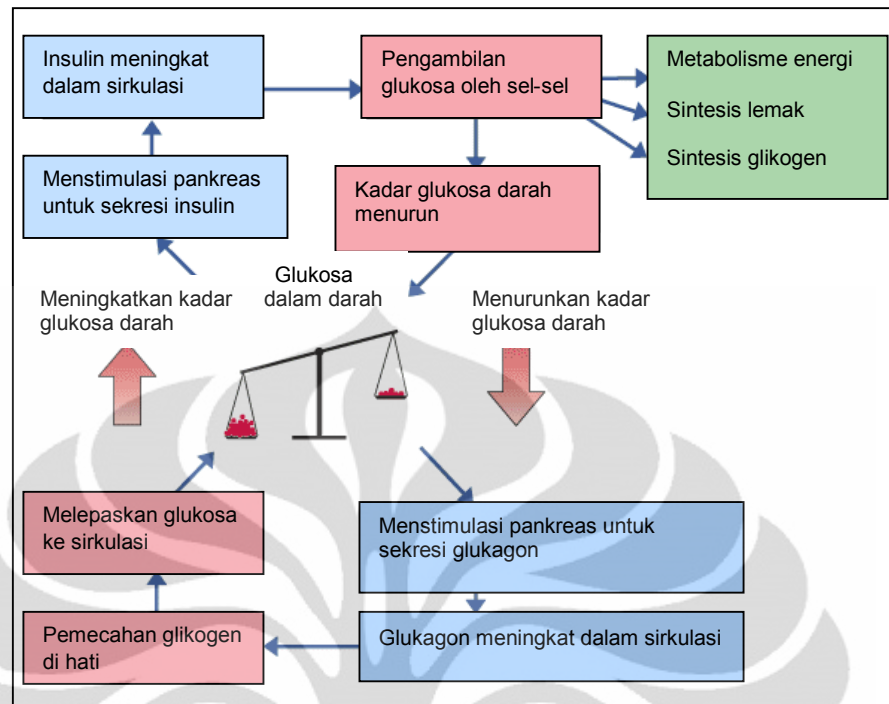 Insulin meningkat
dalam sirkulasi
Pengambilan
glukosa oleh sel-sel
Metabolisme energi
Sintesis lemak
Sintesis glikogen
Menstimulasi pankreas
untuk sekresi insulin
Kadar glukosa darah
menurun
Glukosa
dalam darah
Meningkatkan kadar
glukosa darah
Menurunkan kadar
glukosa darah
Melepaskan glukosa
ke sirkulasi
Menstimulasi pankreas untuk
sekresi glukagon
Pemecahan glikogen
di hati
Glukagon meningkat dalam sirkulasi